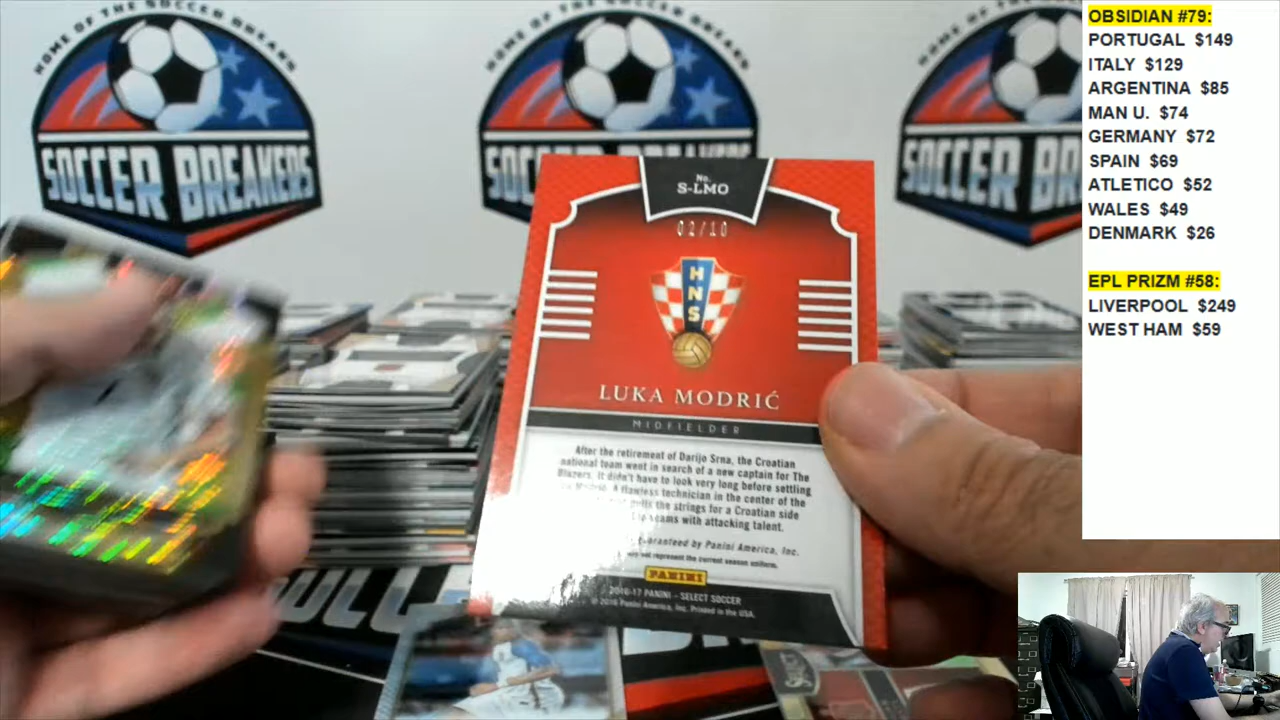 HOME OF THE SOCCER BREAKS
SOCCER BREAKERS
HOME OF THE SOCCER BREAKS
SOCCER
No.
S-LMO
02/10
HNS
LUKA MODRIĆ
MIDFIELDER
After the retirement of Darijo Srna, the Croatian
national team went in search of a new captain for The
Blazers. It didn't have to look very long before settling
flawless technician in the center of the
pulls the strings for a Croatian side
seams with attacking talent.
guaranteed by Panini America, Inc.
not represent the current season uniform.
PANINI
2016-17 PANINI – SELECT SOCCER
© 2016 Panini America, Inc. Printed in the USA.
OBSIDIAN #79:
PORTUGAL $149
ITALY $129
ARGENTINA $85
MAN U. $74
GERMANY $72
SPAIN $69
ATLETICO $52
WALES $49
DENMARK $26
EPL PRIZM #58:
LIVERPOOL $249
WEST HAM $59